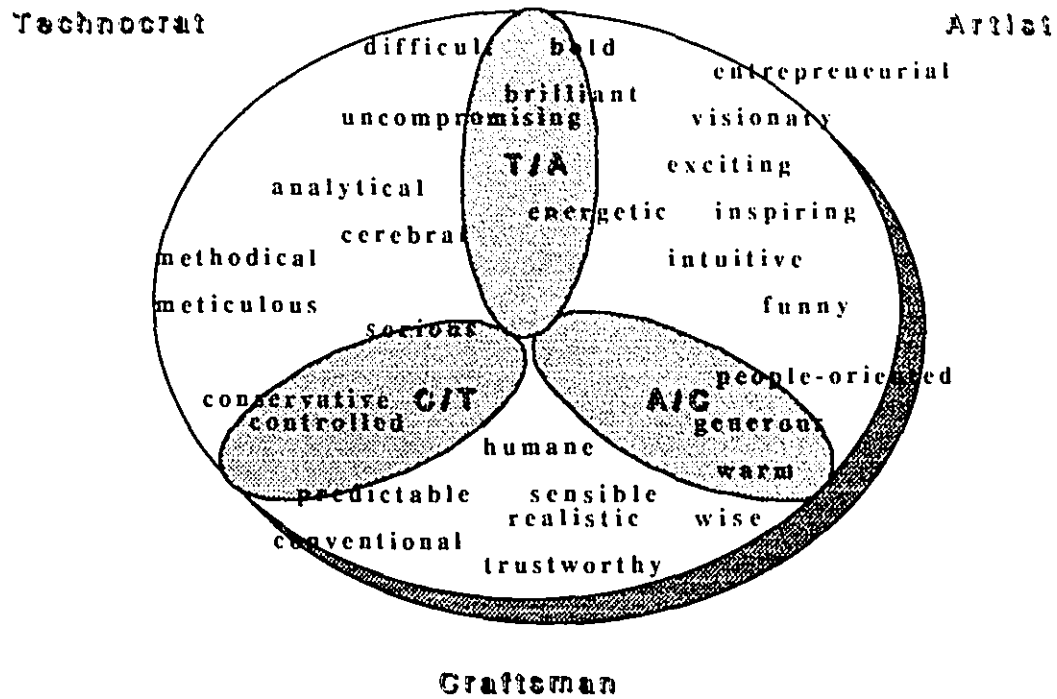 Technocrat
Artist
difficult bold
entrepreneurial
brilliant
uncompromising visionary
T/A exciting
analytical
energetic inspiring
cerebral
methodical intuitive
meticulous funny
serious
people-oriented
conservative C/T A/C
controlled generous
humane
warm
predictable sensible
realistic wise
conventional
trustworthy
Craftsman